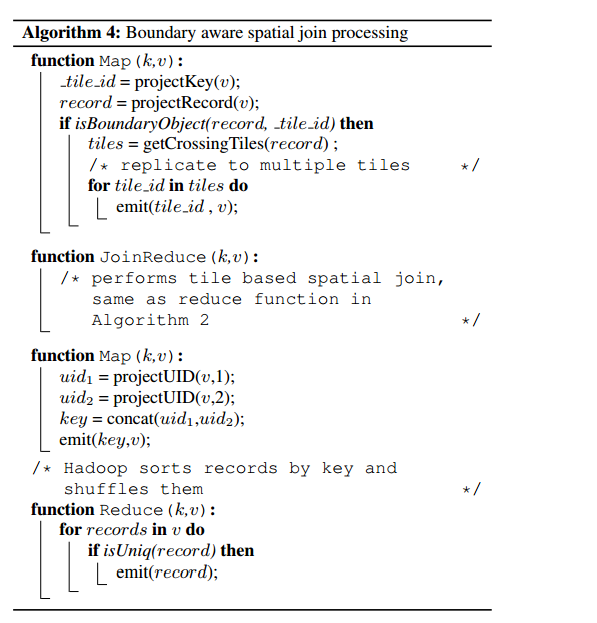 Algorithm 4: Boundary aware spatial join processing
function Map (k,v) :
_tile_id = projectKey(v);
record = projectRecord(v);
if isBoundaryObject(record, _tile_id) then
tiles = getCrossingTiles(record) ;
/* replicate to multiple tiles */
for tile_id in tiles do
emit(tile_id , v);
function JoinReduce (k,v) :
/* performs tile based spatial join,
same as reduce function in
Algorithm 2 */
function Map (k,v) :
uid₁ = projectUID(v,1);
uid₂ = projectUID(v,2);
key = concat(uid₁,uid₂);
emit(key,v);
/* Hadoop sorts records by key and
shuffles them */
function Reduce (k,v) :
for records in v do
if isUniq(record) then
emit(record);